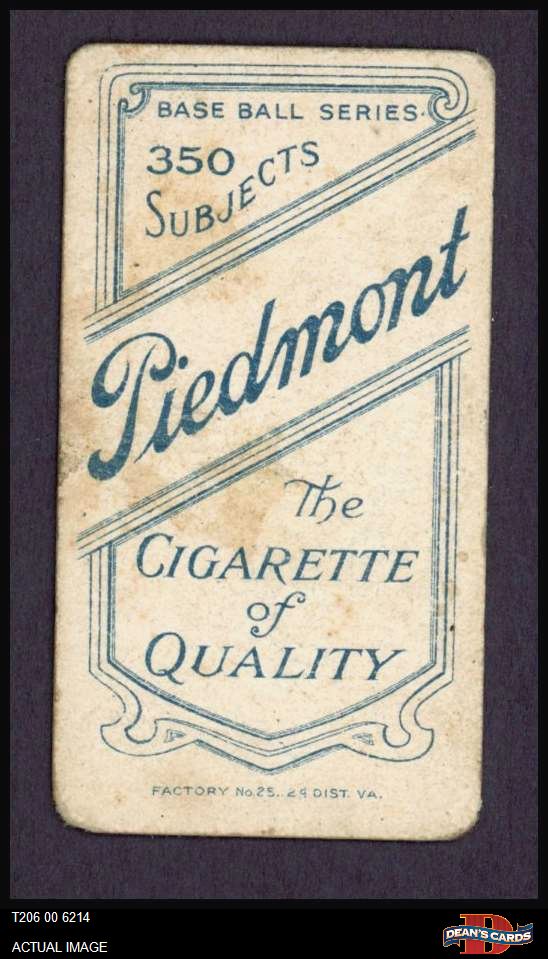 BASE BALL SERIES
350
SUBJECTS
Piedmont
The
CIGARETTE
of
QUALITY
FACTORY No.25. 2d DIST. VA.
T206 00 6214
ACTUAL IMAGE
D
DEAN'S CARDS